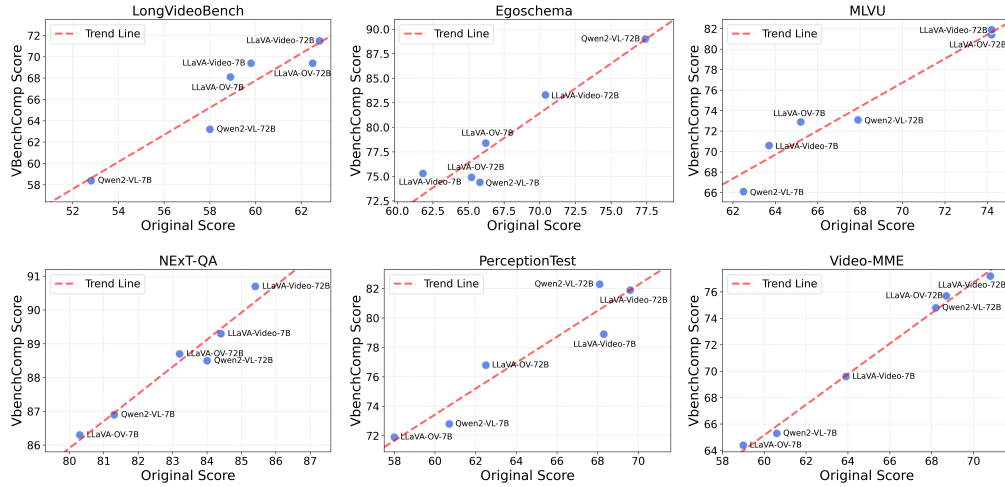 LongVideoBench
VBenchComp Score
72
70
68
66
64
62
60
58
Trend Line
LLaVA-Video-72B
LLaVA-Video-7B
LLaVA-OV-72B
LLaVA-OV-7B
Qwen2-VL-72B
Qwen2-VL-7B
52
54
56
58
60
62
Original Score
Egoschema
VbenchComp Score
90.0
87.5
85.0
82.5
80.0
77.5
75.0
72.5
Trend Line
Qwen2-VL-72B
LLaVA-Video-72B
LLaVA-OV-7B
LLaVA-OV-72B
LLaVA-Video-7B
Qwen2-VL-7B
60.0
62.5
65.0
67.5
70.0
72.5
75.0
77.5
Original Score
MLVU
VbenchComp Score
82
80
78
76
74
72
70
68
66
Trend Line
LLaVA-Video-72B
LLaVA-OV-72B
LLaVA-OV-7B
Qwen2-VL-72B
LLaVA-Video-7B
Qwen2-VL-7B
62
64
66
68
70
72
74
Original Score
NExT-QA
VbenchComp Score
91
90
89
88
87
86
Trend Line
LLaVA-Video-72B
LLaVA-Video-7B
LLaVA-OV-72B
Qwen2-VL-72B
Qwen2-VL-7B
LLaVA-OV-7B
80
81
82
83
84
85
86
87
Original Score
PerceptionTest
VbenchComp Score
82
80
78
76
74
72
Trend Line
Qwen2-VL-72B
LLaVA-Video-72B
LLaVA-Video-7B
LLaVA-OV-72B
Qwen2-VL-7B
LLaVA-OV-7B
58
60
62
64
66
68
70
Original Score
Video-MME
VbenchComp Score
76
74
72
70
68
66
64
Trend Line
LLaVA-Video-72B
LLaVA-OV-72B
Qwen2-VL-72B
LLaVA-Video-7B
Qwen2-VL-7B
LLaVA-OV-7B
58
60
62
64
66
68
70
Original Score